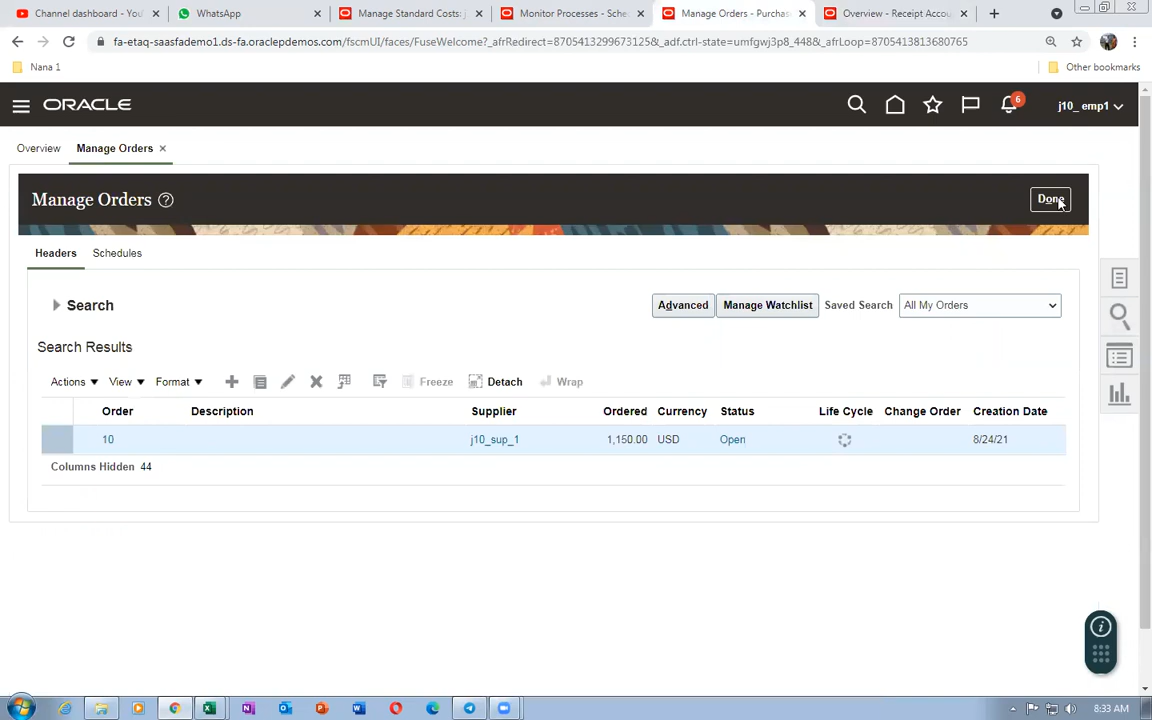 Channel dashboard - You
WhatsApp
Manage Standard Costs: j
Monitor Processes - Sche
Manage Orders - Purchas
Overview - Receipt Accou
fa-etaq-saasfademo1.ds-fa.oraclepdemos.com/fscmUI/faces/FuseWelcome?_afrRedirect=8705413299673125&_adf.ctrl-state=umfgwj3p8_448&_afrLoop=8705413813680765
Nana 1
Other bookmarks
ORACLE
6
j10_ emp1
Overview
Manage Orders
Manage Orders
Done
Headers
Schedules
Search
Advanced
Manage Watchlist
Saved Search
All My Orders
Search Results
Actions
View
Format
Freeze
Detach
Wrap
Order Description Supplier Ordered Currency Status Life Cycle Change Order Creation Date
10 j10_sup_1 1,150.00 USD Open 8/24/21
Columns Hidden 44
8:33 AM